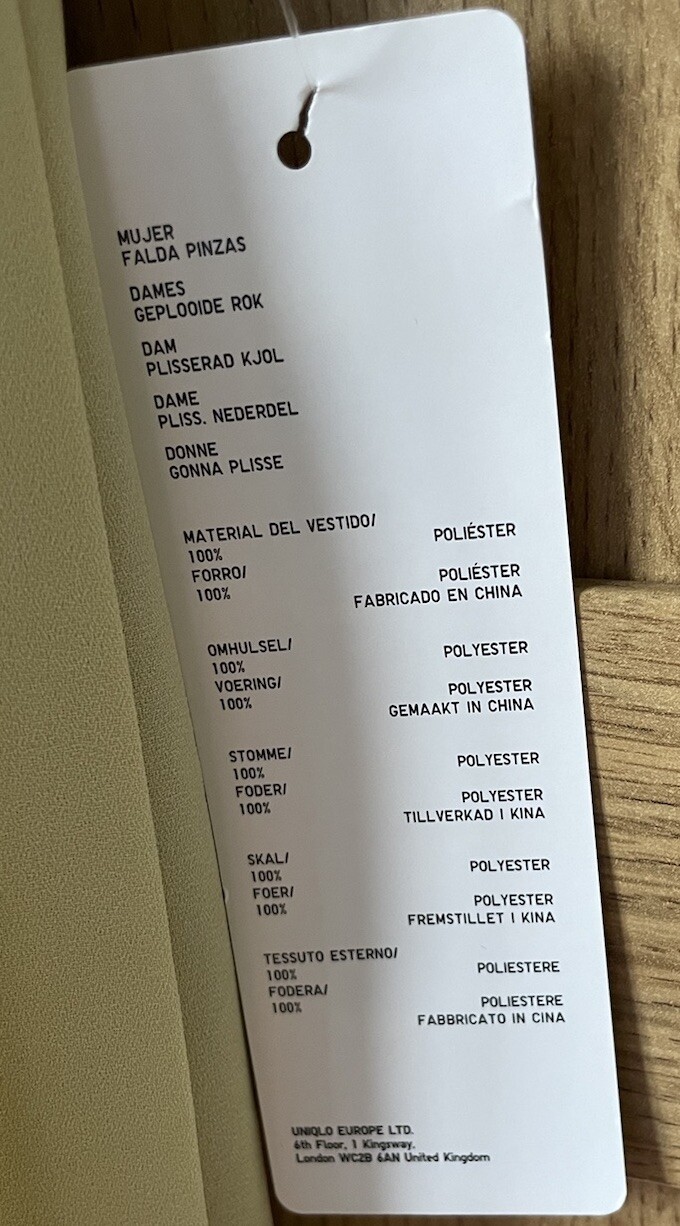 MUJER
FALDA PINZAS
DAMES
GEPLOOIDE ROK
DAM
PLISSERAD KJOL
DAME
PLISS. NEDERDEL
DONNE
GONNA PLISSE
MATERIAL DEL VESTIDO/
100% POLIÉSTER
FORRO/
100% POLIÉSTER
FABRICADO EN CHINA
OMHULSEL/
100% POLYESTER
VOERING/
100% POLYESTER
GEMAAKT IN CHINA
STOMME/
100% POLYESTER
FODER/
100% POLYESTER
TILLVERKAD I KINA
SKAL/
100% POLYESTER
FOER/
100% POLYESTER
FREMSTILLET I KINA
TESSUTO ESTERNO/
100% POLIESTERE
FODERA/
100% POLIESTERE
FABBRICATO IN CINA
UNIQLO EUROPE LTD.
6th Floor, 1 Kingsway,
London WC2B 6AN United Kingdom